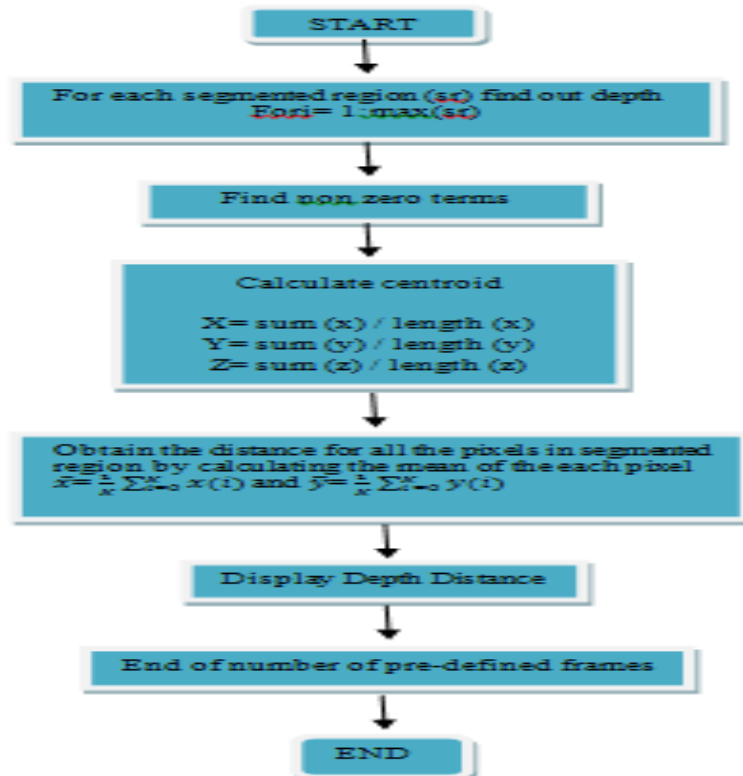 START
For each segmented region (sr) find out depth
Fori= 1: max(sr)
Find non zero terms
Calculate centroid
X= sum (x) / length (x)
Y= sum (y) / length (y)
Z= sum (z) / length (z)
Obtain the distance for all the pixels in segmented
region by calculating the mean of the each pixel
x̄= 1/K ∑ x(i) and ȳ= 1/K ∑ y(i)
Display Depth Distance
End of number of pre-defined frames
END